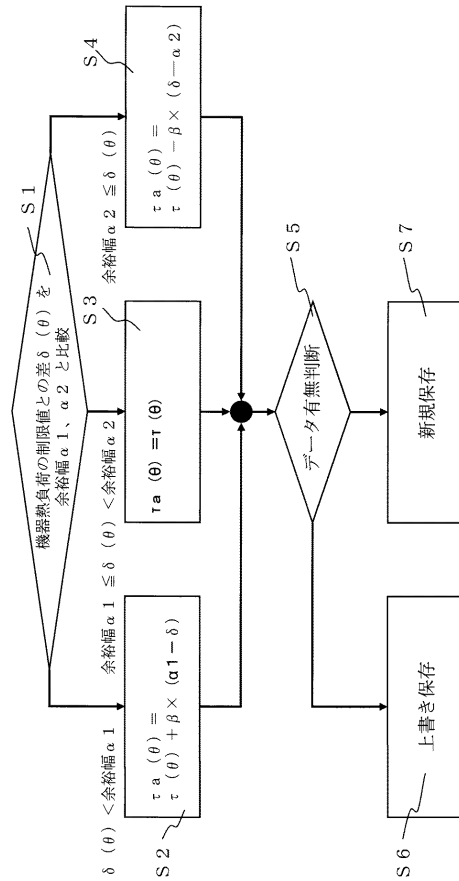 S1
機器熱負荷の制限値との差δ（θ）を
余裕幅α1、α2 と比較
δ（θ）＜余裕幅α1
余裕幅α1 ≦δ（θ）＜余裕幅α2
余裕幅α2 ≦δ（θ）
S2
τa（θ）＝
τ（θ）＋β×（α1－δ）
S3
τa（θ）＝τ（θ）
S4
τa（θ）＝
τ（θ）－β×（δ－α2）
S5
データ有無判断
S6
上書き保存
S7
新規保存